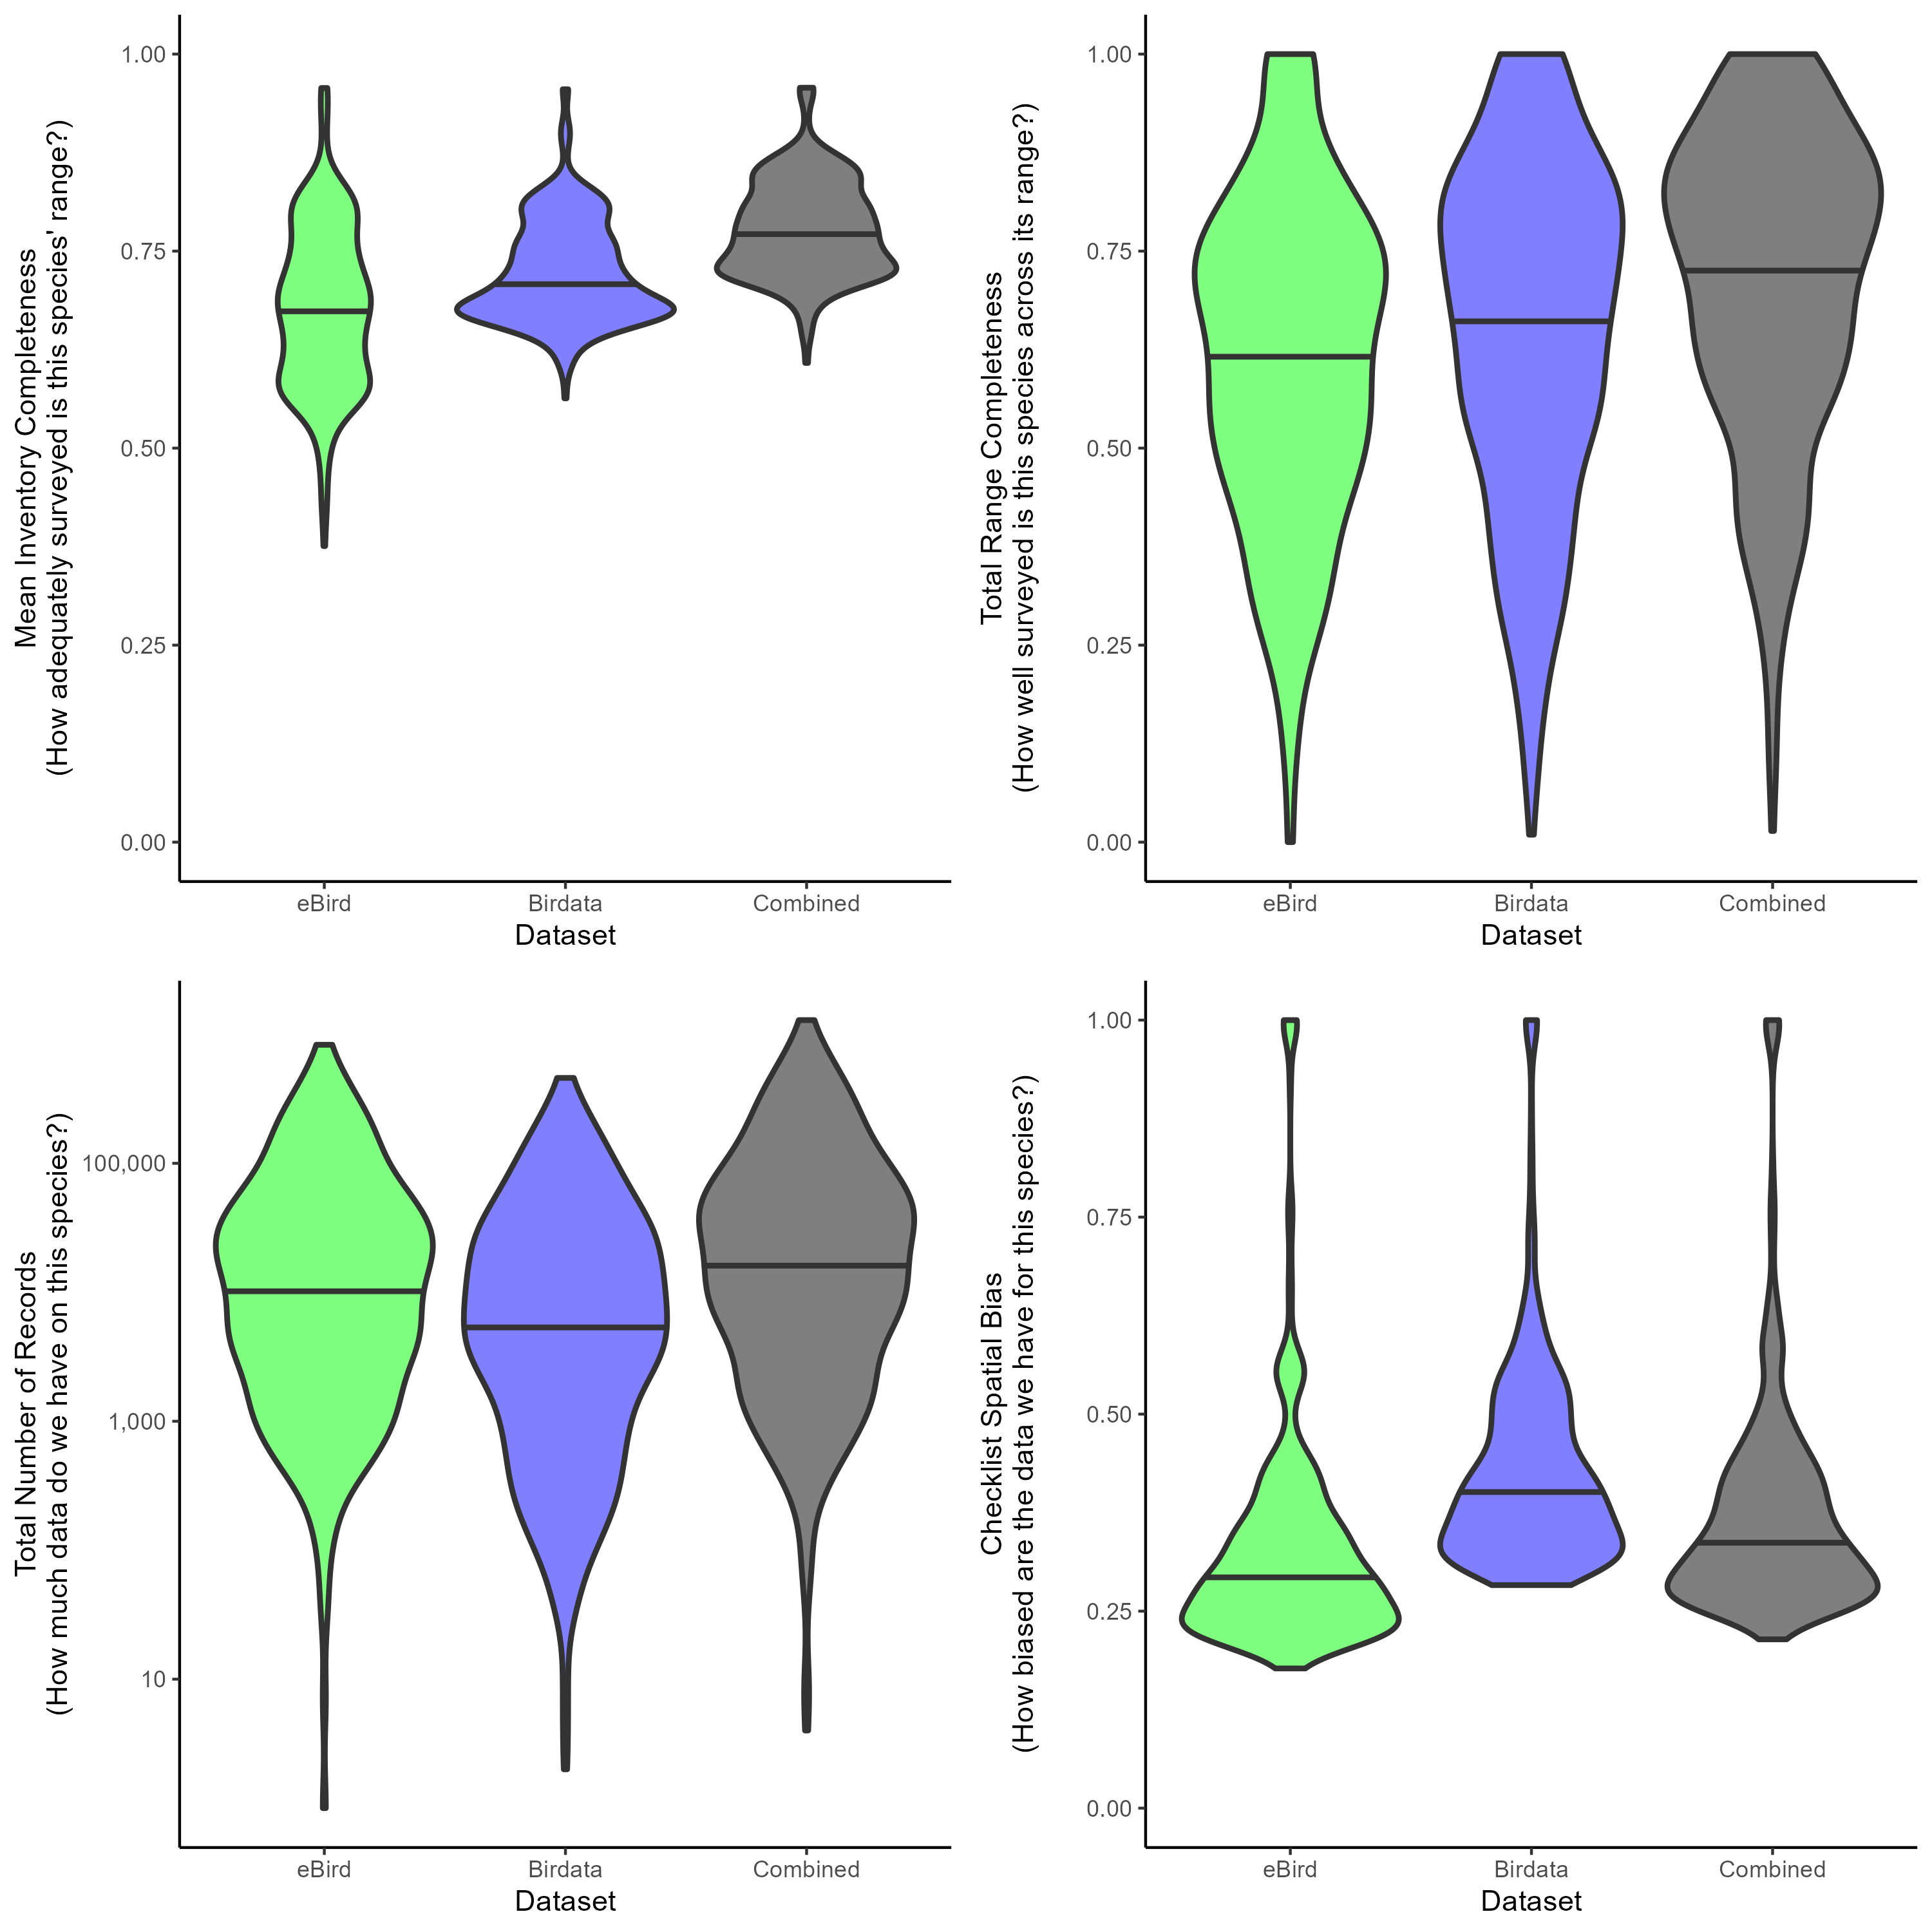 Mean Inventory Completeness
(How adequately surveyed is this species' range?)
1.00
0.75
0.50
0.25
0.00
eBird Birdata Combined
Dataset
Total Range Completeness
(How well surveyed is this species across its range?)
1.00
0.75
0.50
0.25
0.00
eBird Birdata Combined
Dataset
Total Number of Records
(How much data do we have on this species?)
100,000
1,000
10
eBird Birdata Combined
Dataset
Checklist Spatial Bias
(How biased are the data we have for this species?)
1.00
0.75
0.50
0.25
0.00
eBird Birdata Combined
Dataset